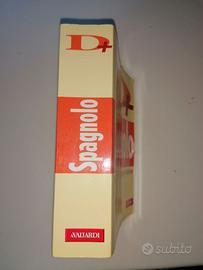 D+
Spagnolo
A.VALLARDI
subito